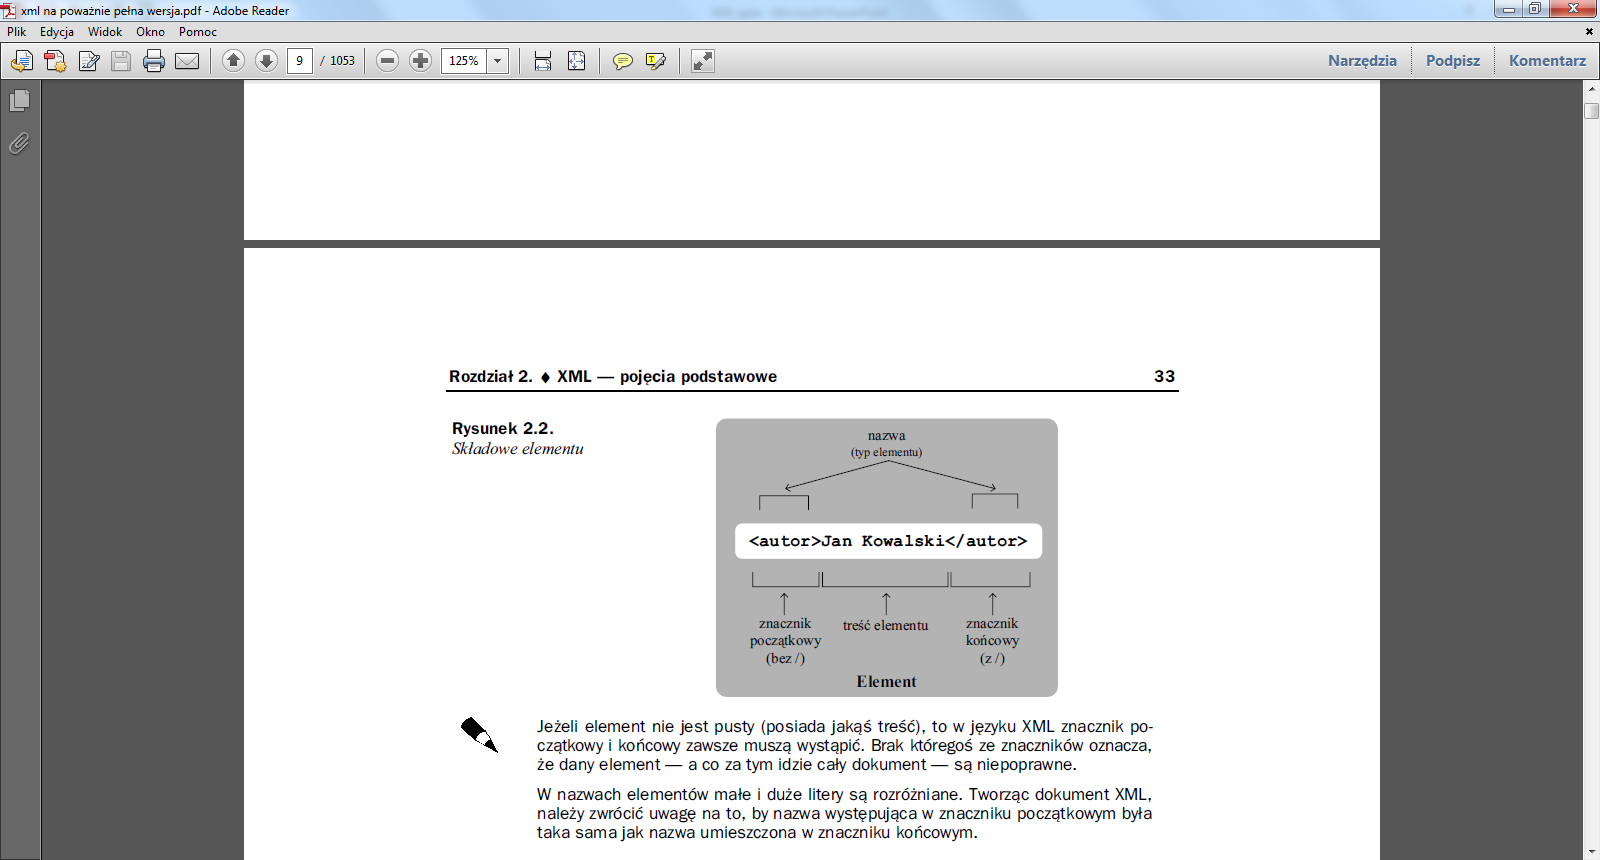 xml na poważnie pełna wersja.pdf - Adobe Reader
Plik Edycja Widok Okno Pomoc
9 / 1053 125% Narzędzia Podpisz Komentarz
Rozdział 2. ♦ XML — pojęcia podstawowe 33
Rysunek 2.2.
Składowe elementu
nazwa
(typ elementu)
<autor>Jan Kowalski</autor>
znacznik początkowy (bez /)
treść elementu
znacznik końcowy (z /)
Element
Jeżeli element nie jest pusty (posiada jakąś treść), to w języku XML znacznik po-
czątkowy i końcowy zawsze muszą wystąpić. Brak któregoś ze znaczników oznacza,
że dany element — a co za tym idzie cały dokument — są niepoprawne.
W nazwach elementów małe i duże litery są rozróżniane. Tworząc dokument XML,
należy zwrócić uwagę na to, by nazwa występująca w znaczniku początkowym była
taka sama jak nazwa umieszczona w znaczniku końcowym.